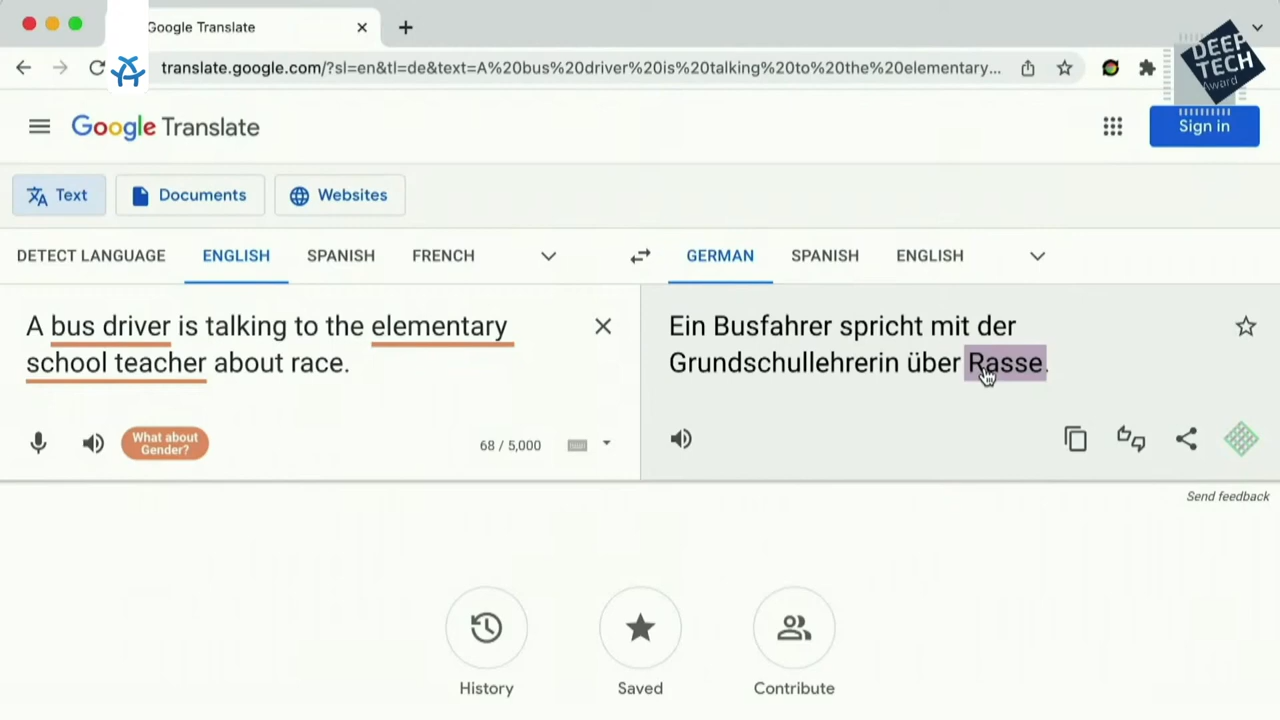 Google Translate
DEEP
TECH
Award
translate.google.com/?sl=en&tl=de&text=A%20bus%20driver%20is%20talking%20to%20the%20elementary...
Google Translate
Sign in
Text
Documents
Websites
DETECT LANGUAGE
ENGLISH
SPANISH
FRENCH
GERMAN
SPANISH
ENGLISH
A bus driver is talking to the elementary
school teacher about race.
Ein Busfahrer spricht mit der
Grundschullehrerin über Rasse.
What about
Gender?
68 / 5,000
Send feedback
History
Saved
Contribute